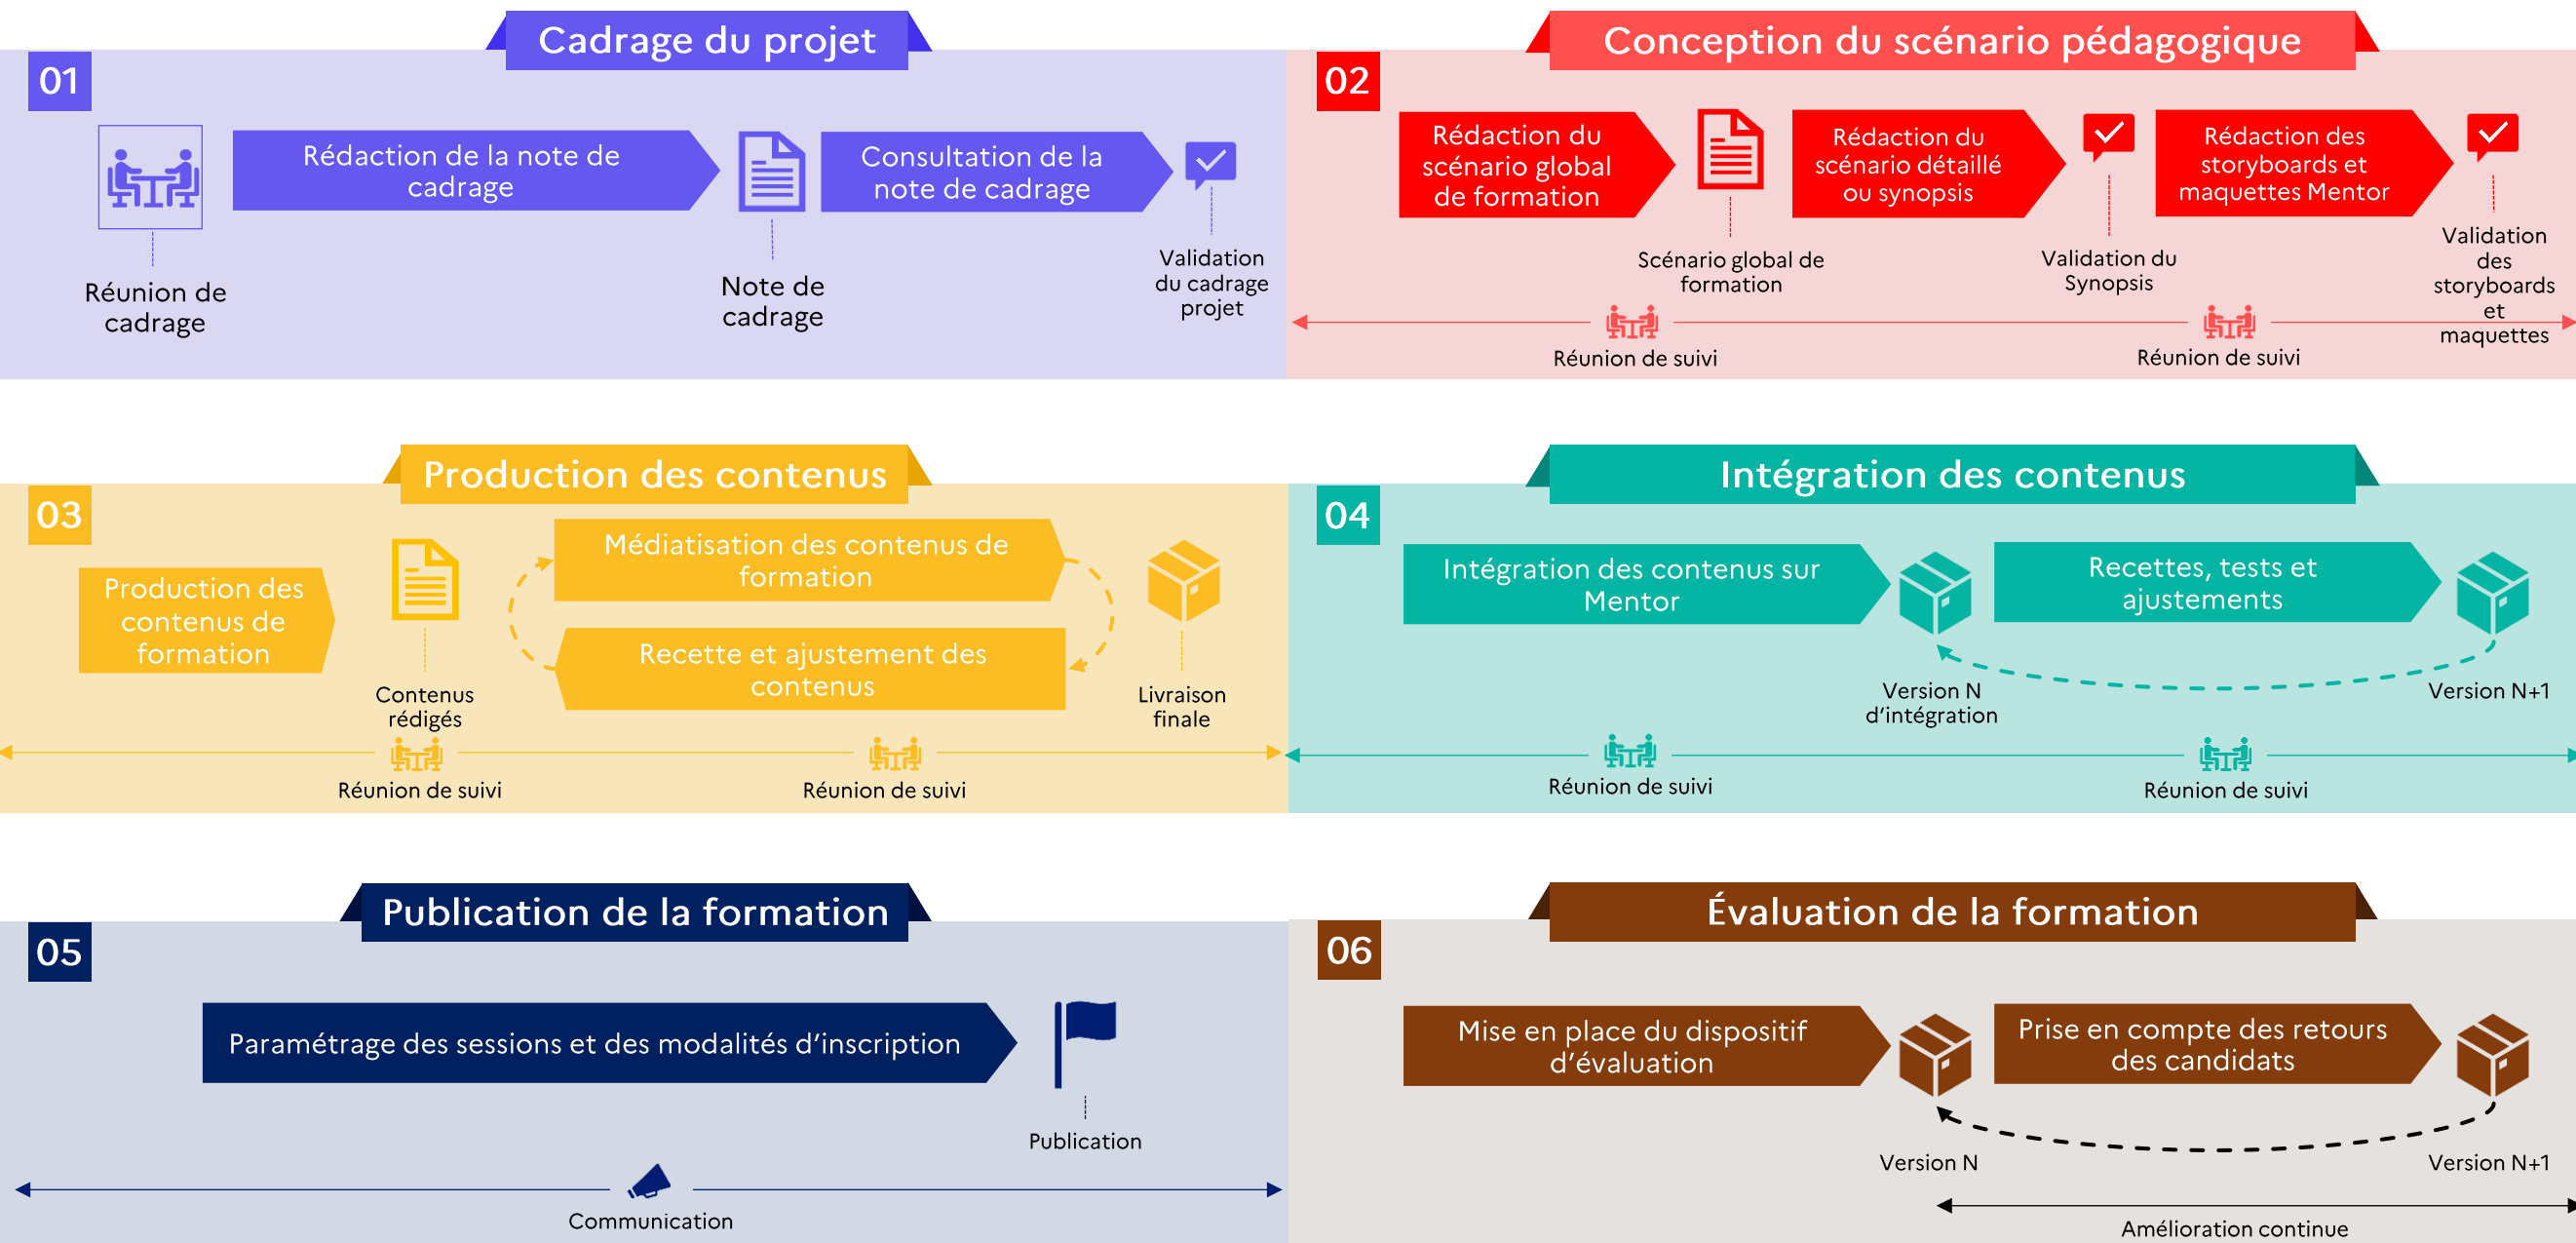 Cadrage du projet
01
Rédaction de la note de
cadrage
Consultation de la
note de cadrage
Réunion de
cadrage
Note de
cadrage
Validation
du cadrage
projet
Conception du scénario pédagogique
02
Rédaction du
scénario global
de formation
Rédaction du
scénario détaillé
ou synopsis
Rédaction des
storyboards et
maquettes Mentor
Scénario global de
formation
Validation du
Synopsis
Validation
des
storyboards
et
maquettes
Réunion de suivi
Réunion de suivi
Production des contenus
03
Production des
contenus de
formation
Médiatisation des contenus de
formation
Recette et ajustement des
contenus
Contenus
rédigés
Livraison
finale
Réunion de suivi
Réunion de suivi
Intégration des contenus
04
Intégration des contenus sur
Mentor
Recettes, tests et
ajustements
Version N
d’intégration
Version N+1
Réunion de suivi
Réunion de suivi
Publication de la formation
05
Paramétrage des sessions et des modalités d’inscription
Publication
Communication
Évaluation de la formation
06
Mise en place du dispositif
d’évaluation
Prise en compte des retours
des candidats
Version N
Version N+1
Amélioration continue